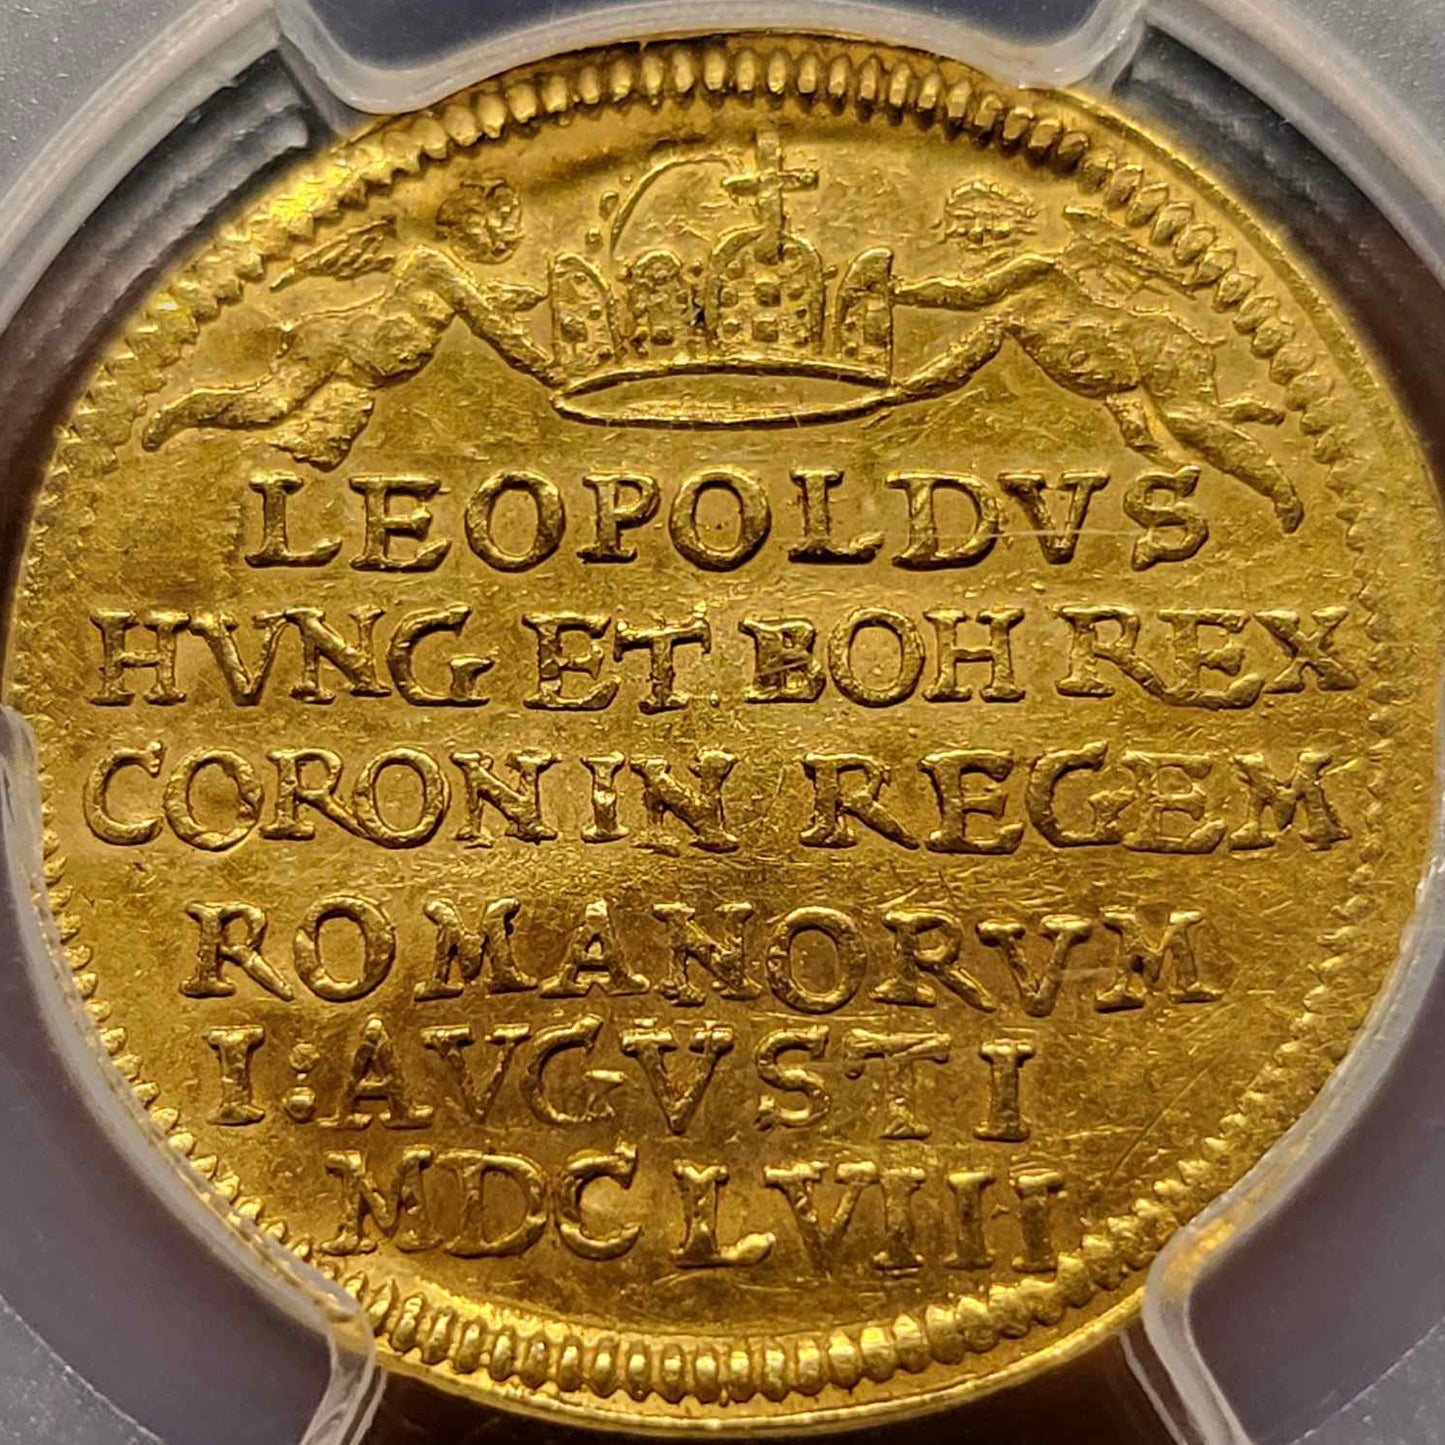 LEOPOLDVS
HVNG ET BOH REX
CORON IN REGEM
ROMANORVM
I: AVGVSTI
MDCLVIII